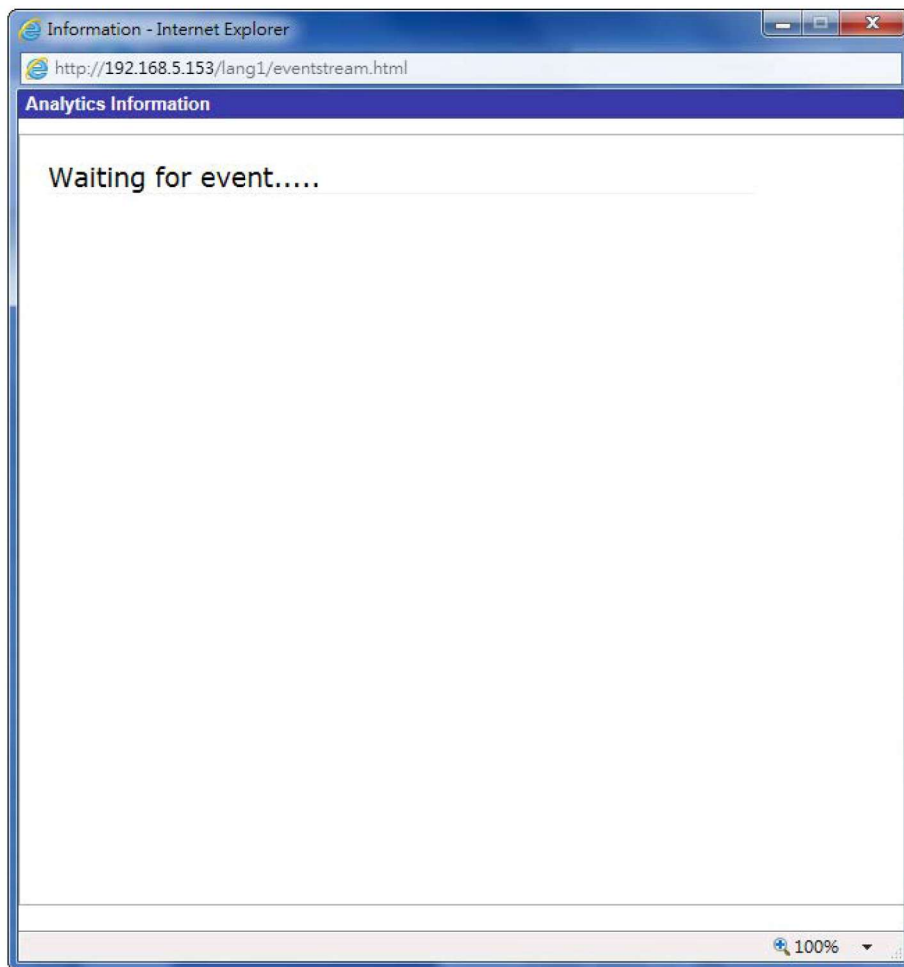 Information - Internet Explorer
http://192.168.5.153/lang1/eventstream.html
Analytics Information
Waiting for event.....
100%